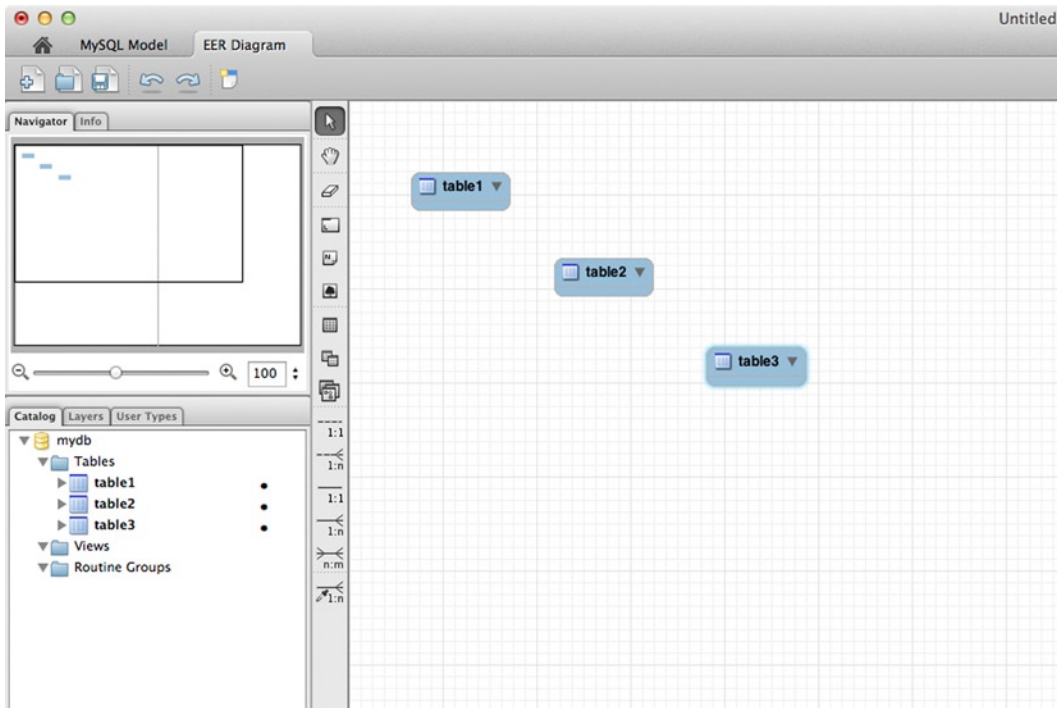 Untitled
MySQL Model
EER Diagram
Navigator
Info
100
Catalog
Layers
User Types
mydb
Tables
table1
table2
table3
Views
Routine Groups
1:1
1:n
1:1
1:n
n:m
1:n
table1
table2
table3